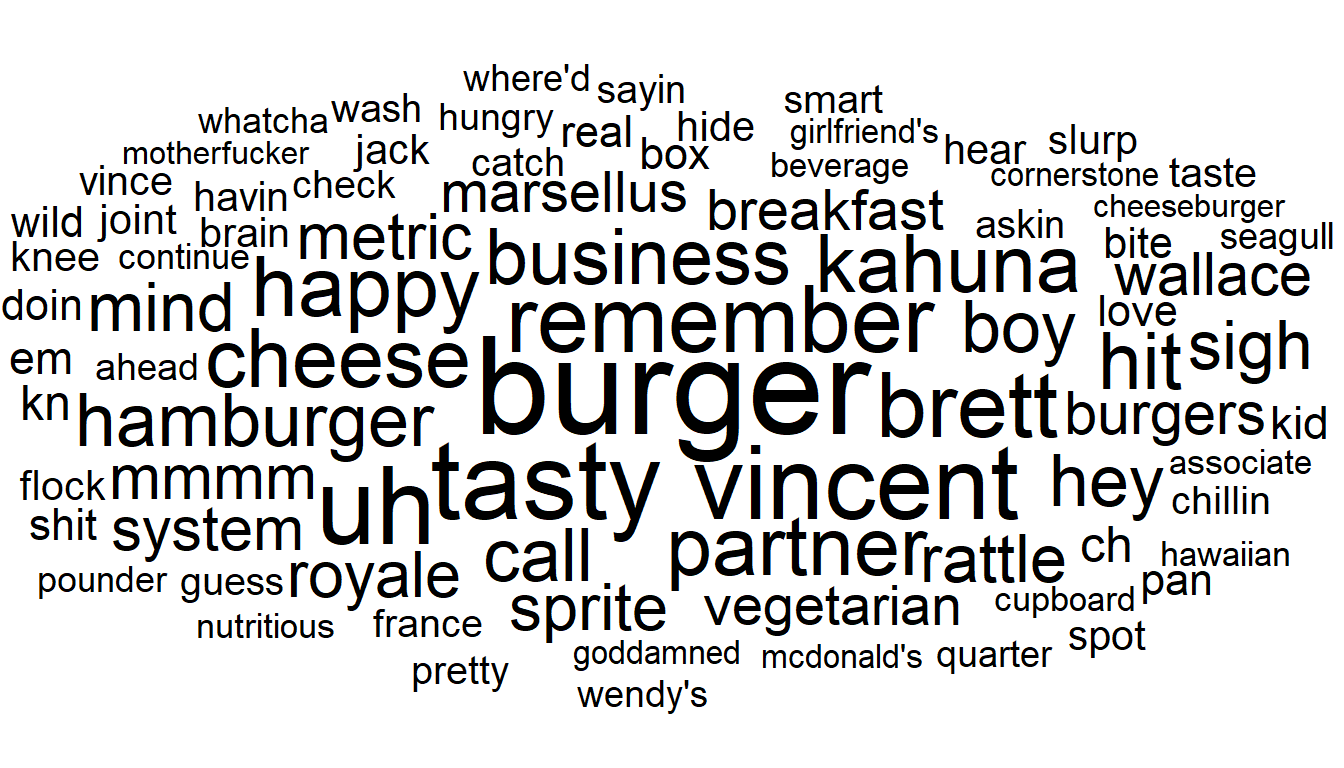 where'd sayin smart
whatcha wash hungry real hide girlfriend's hear slurp
motherfucker jack catch box beverage cornerstone taste
vince havin check marsellus breakfast askin cheeseburger
wild joint brain metric business kahuna bite seagull
knee continue happy wallace
doin mind remember boy love
em ahead cheese burger hit sigh
kn hamburger brett burgers kid
flock mmmm uh tasty vincent hey associate
shit system call partner rattle ch chillin
pounder guess royale hawaiian
nutritious france sprite vegetarian cupboard pan
pretty goddamned mcdonald's quarter spot
wendy's